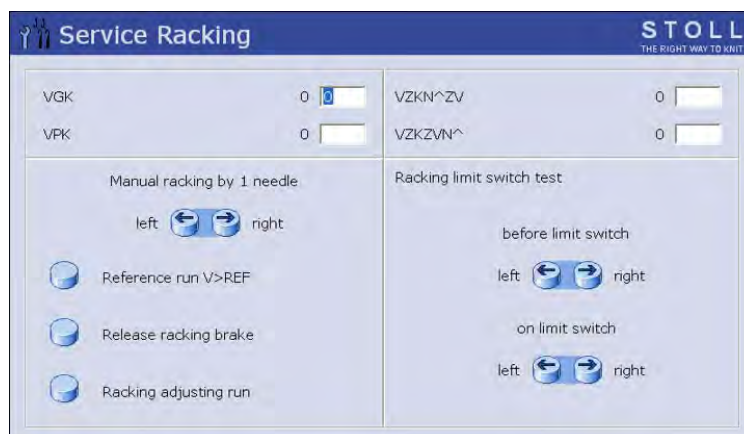 Service Racking
STOLL
THE RIGHT WAY TO KNIT
VGK 0 0
VPK 0
VZKN^ZV 0
VZKZVN^ 0
Manual racking by 1 needle
left right
Reference run V>REF
Release racking brake
Racking adjusting run
Racking limit switch test
before limit switch
left right
on limit switch
left right